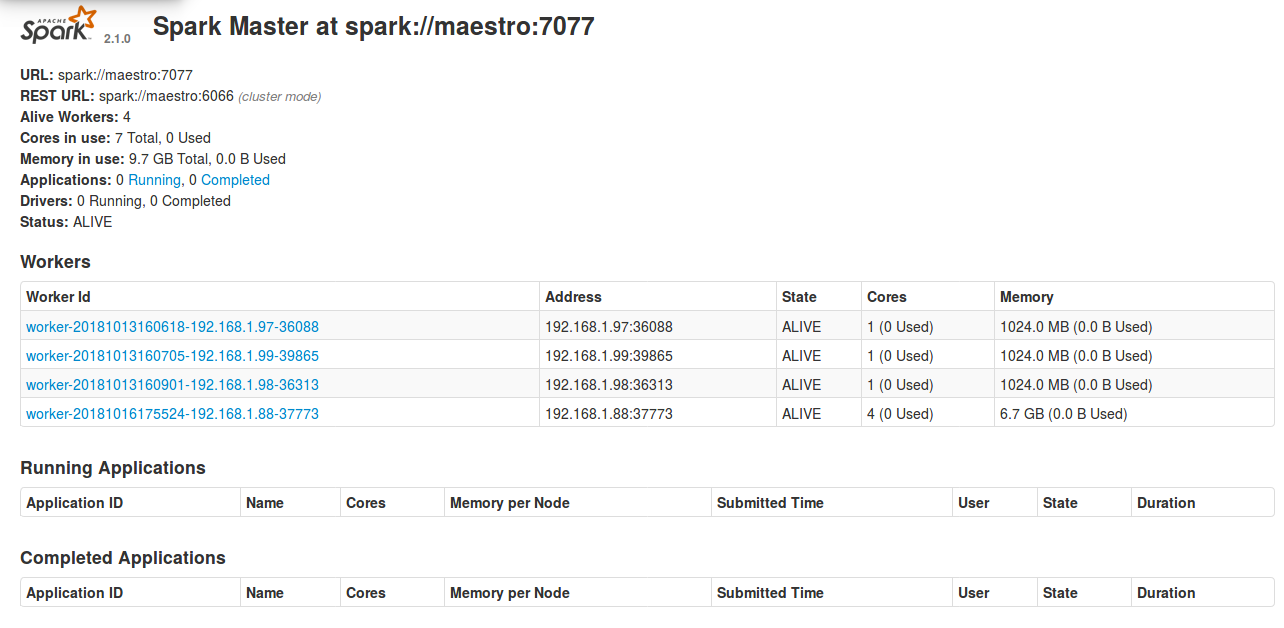 APACHE
Spark 2.1.0 Spark Master at spark://maestro:7077
URL: spark://maestro:7077
REST URL: spark://maestro:6066 (cluster mode)
Alive Workers: 4
Cores in use: 7 Total, 0 Used
Memory in use: 9.7 GB Total, 0.0 B Used
Applications: 0 Running, 0 Completed
Drivers: 0 Running, 0 Completed
Status: ALIVE
Workers
Worker Id Address State Cores Memory
worker-20181013160618-192.168.1.97-36088 192.168.1.97:36088 ALIVE 1 (0 Used) 1024.0 MB (0.0 B Used)
worker-20181013160705-192.168.1.99-39865 192.168.1.99:39865 ALIVE 1 (0 Used) 1024.0 MB (0.0 B Used)
worker-20181013160901-192.168.1.98-36313 192.168.1.98:36313 ALIVE 1 (0 Used) 1024.0 MB (0.0 B Used)
worker-20181016175524-192.168.1.88-37773 192.168.1.88:37773 ALIVE 4 (0 Used) 6.7 GB (0.0 B Used)
Running Applications
Application ID Name Cores Memory per Node Submitted Time User State Duration
Completed Applications
Application ID Name Cores Memory per Node Submitted Time User State Duration